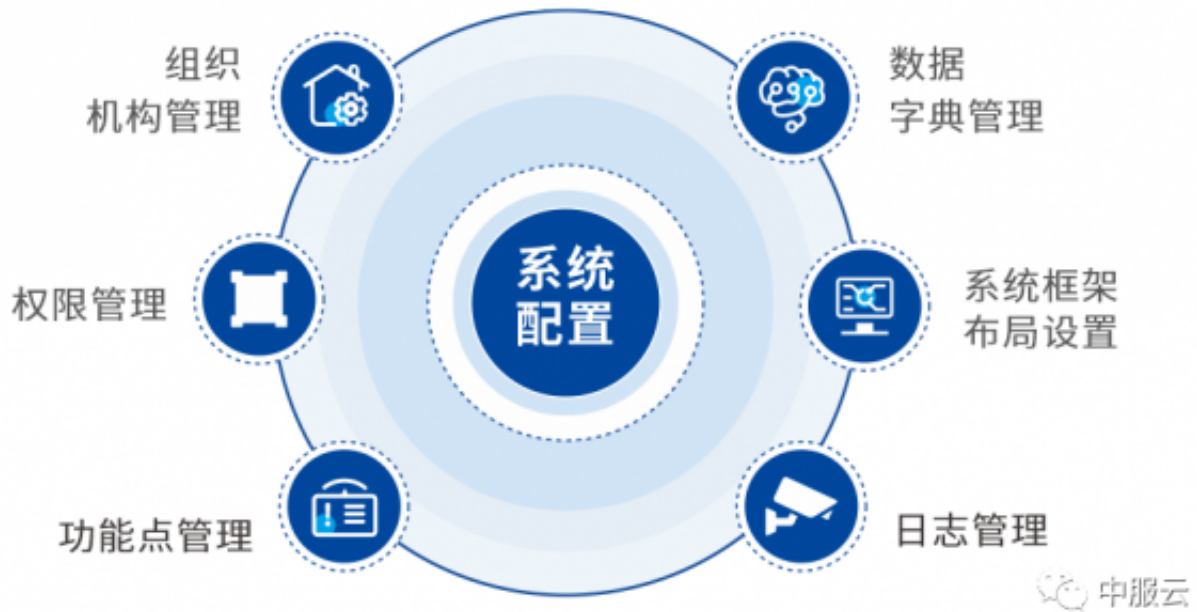 组织
机构管理
数据
字典管理
系统
配置
权限管理
系统框架
布局设置
功能点管理
日志管理
中服云